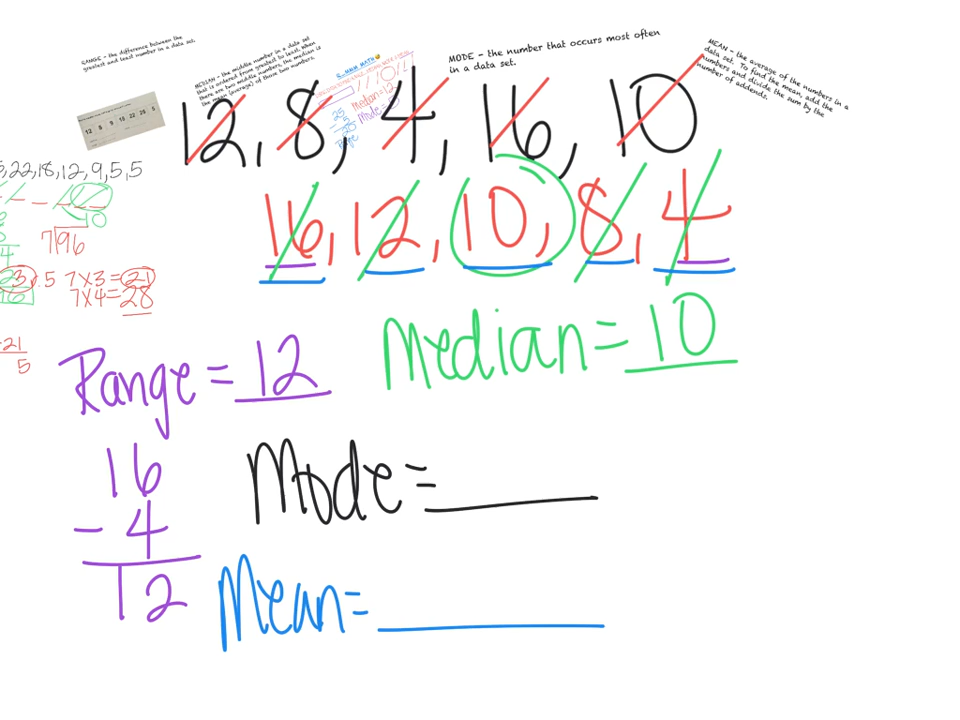 RANGE - the difference between the
greatest and least number in a data set.
MEDIAN - the middle number in a data set
that is ordered from greatest to least. When
there are two middle numbers, the median is
the mean (average) of those two numbers.
MODE - the number that occurs most often
in a data set.
MEAN - the average of the numbers in a
data set. To find the mean, add the
numbers and divide the sum by the
number of addends.
12, 8, 4, 16, 10
16, 12, 10, 8, 4
,22,18,12,9,5,5
10
7 96
7x3=21
7x4=28
23.5
-21
5
Median=10
Range=12
16
-4
12
Mode=
Mean=